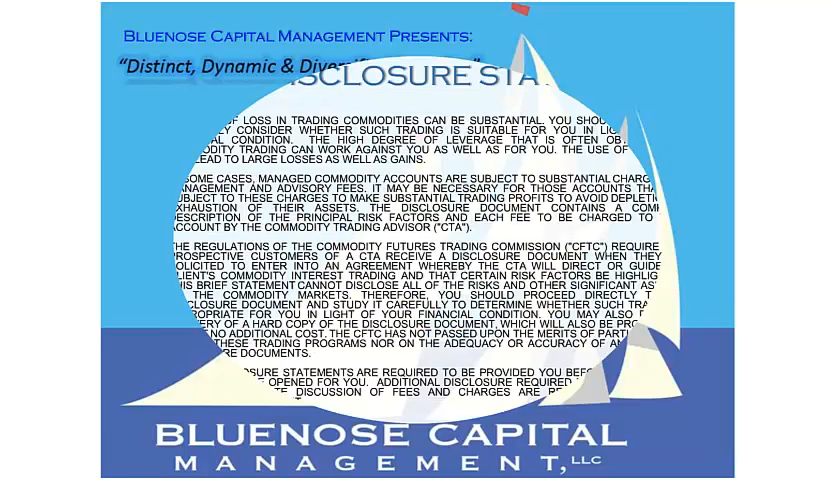 BLUENOSE CAPITAL MANAGEMENT PRESENTS:
"Distinct, Dynamic &
SCLOSURE STA
OF LOSS IN TRADING COMMODITIES CAN BE SUBSTANTIAL. YOU SHOU
CONSIDER WHETHER SUCH TRADING IS SUITABLE FOR YOU IN
CONDITION. THE HIGH DEGREE OF LEVERAGE THAT IS OFTEN
TRADING CAN WORK AGAINST YOU AS WELL AS FOR YOU. THE USE OF
LEAD TO LARGE LOSSES AS WELL AS GAINS.
SOME CASES, MANAGED COMMODITY ACCOUNTS ARE SUBJECT TO SUBSTANTIAL CHARG
NAGEMENT AND ADVISORY FEES. IT MAY BE NECESSARY FOR THOSE ACCOUNTS THA
UBJECT TO THESE CHARGES TO MAKE SUBSTANTIAL TRADING PROFITS TO AVOID DEPLETI
XHAUSTION OF THEIR ASSETS. THE DISCLOSURE DOCUMENT CONTAINS A COM
ESCRIPTION OF THE PRINCIPAL RISK FACTORS AND EACH FEE TO BE CHARGED TO
ACCOUNT BY THE COMMODITY TRADING ADVISOR ("CTA").
THE REGULATIONS OF THE COMMODITY FUTURES TRADING COMMISSION ("CFTC") REQUIRE
PROSPECTIVE CUSTOMERS OF A CTA RECEIVE A DISCLOSURE DOCUMENT WHEN THEY
OLICITED TO ENTER INTO AN AGREEMENT WHEREBY THE CTA WILL DIRECT OR GUIDE
LIENT'S COMMODITY INTEREST TRADING AND THAT CERTAIN RISK FACTORS BE HIGHLIG
IS BRIEF STATEMENT CANNOT DISCLOSE ALL OF THE RISKS AND OTHER SIGNIFICANT AS
THE COMMODITY MARKETS. THEREFORE, YOU SHOULD PROCEED DIRECTLY T
CLOSURE DOCUMENT AND STUDY IT CAREFULLY TO DETERMINE WHETHER SUCH TRA
ROPRIATE FOR YOU IN LIGHT OF YOUR FINANCIAL CONDITION. YOU MAY ALSO
ERY OF A HARD COPY OF THE DISCLOSURE DOCUMENT, WHICH WILL ALSO BE PRO
NO ADDITIONAL COST. THE CFTC HAS NOT PASSED UPON THE MERITS OF PARTI
THESE TRADING PROGRAMS NOR ON THE ADEQUACY OR ACCURACY OF AN
RE DOCUMENTS.
OSURE STATEMENTS ARE REQUIRED TO BE PROVIDED YOU BEF
OPENED FOR YOU. ADDITIONAL DISCLOSURE REQUIRED
DISCUSSION OF FEES AND CHARGES ARE
BLUENOSE CAPITAL
MANAGEMENT, LLC